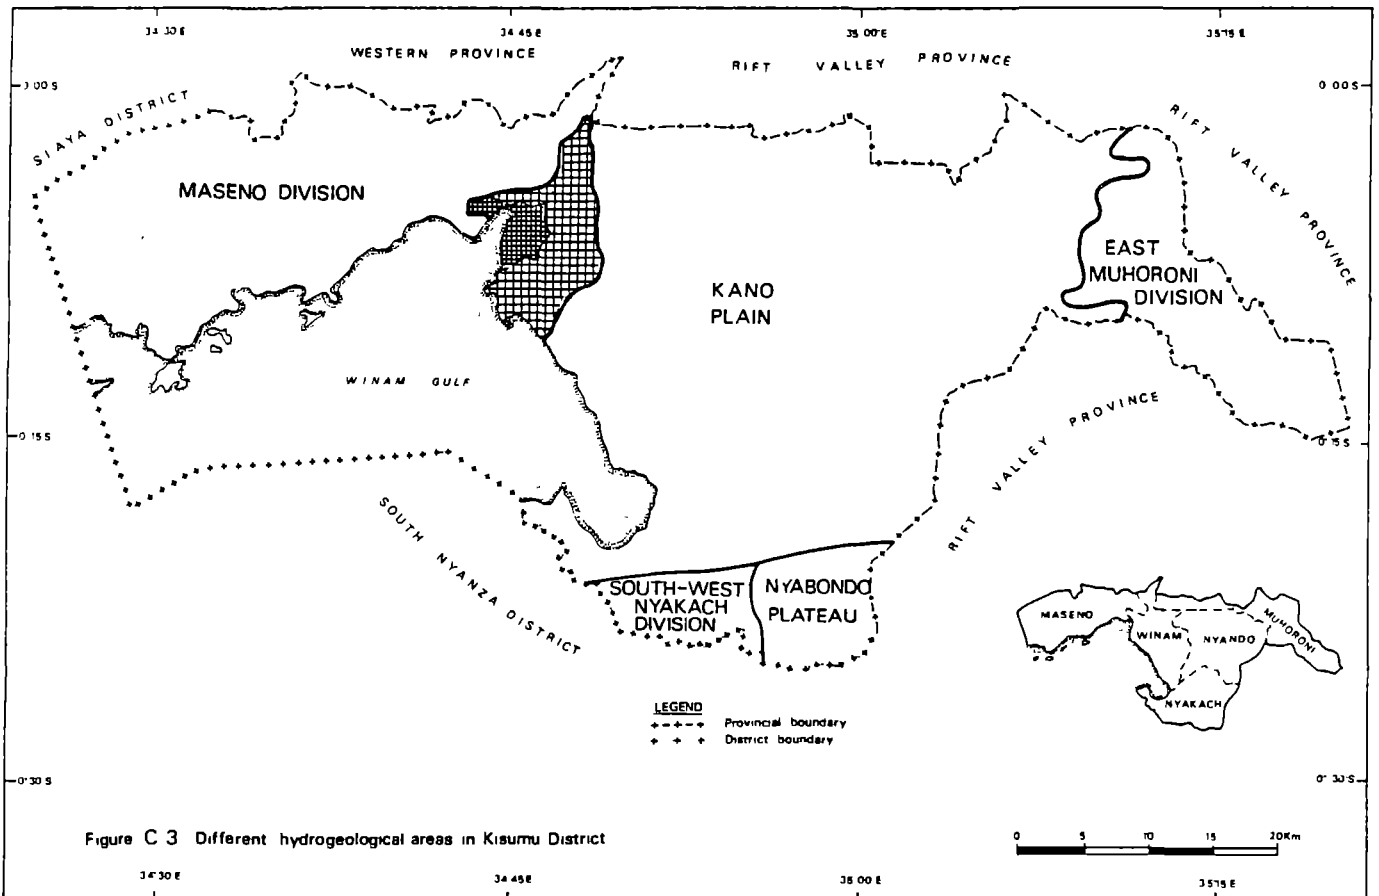 34 30 E
34 45 E
35 00 E
35 15 E
WESTERN PROVINCE
RIFT VALLEY PROVINCE
0 00 S
0 00 S
SIAYA DISTRICT
RIFT VALLEY PROVINCE
MASENO DIVISION
EAST
MUHORONI
DIVISION
KANO
PLAIN
WINAM GULF
RIFT VALLEY PROVINCE
0 15 S
0 15 S
SOUTH NYANZA DISTRICT
SOUTH-WEST
NYAKACH
DIVISION
NYABONDO
PLATEAU
MASENO
MUHORONI
WINAM
NYANDO
NYAKACH
LEGEND
Provincial boundary
District boundary
0° 30 S
0° 30 S
Figure C 3 Different hydrogeological areas in Kisumu District
0 5 10 15 20Km
34 30 E
34 45 E
35 00 E
35 15 E